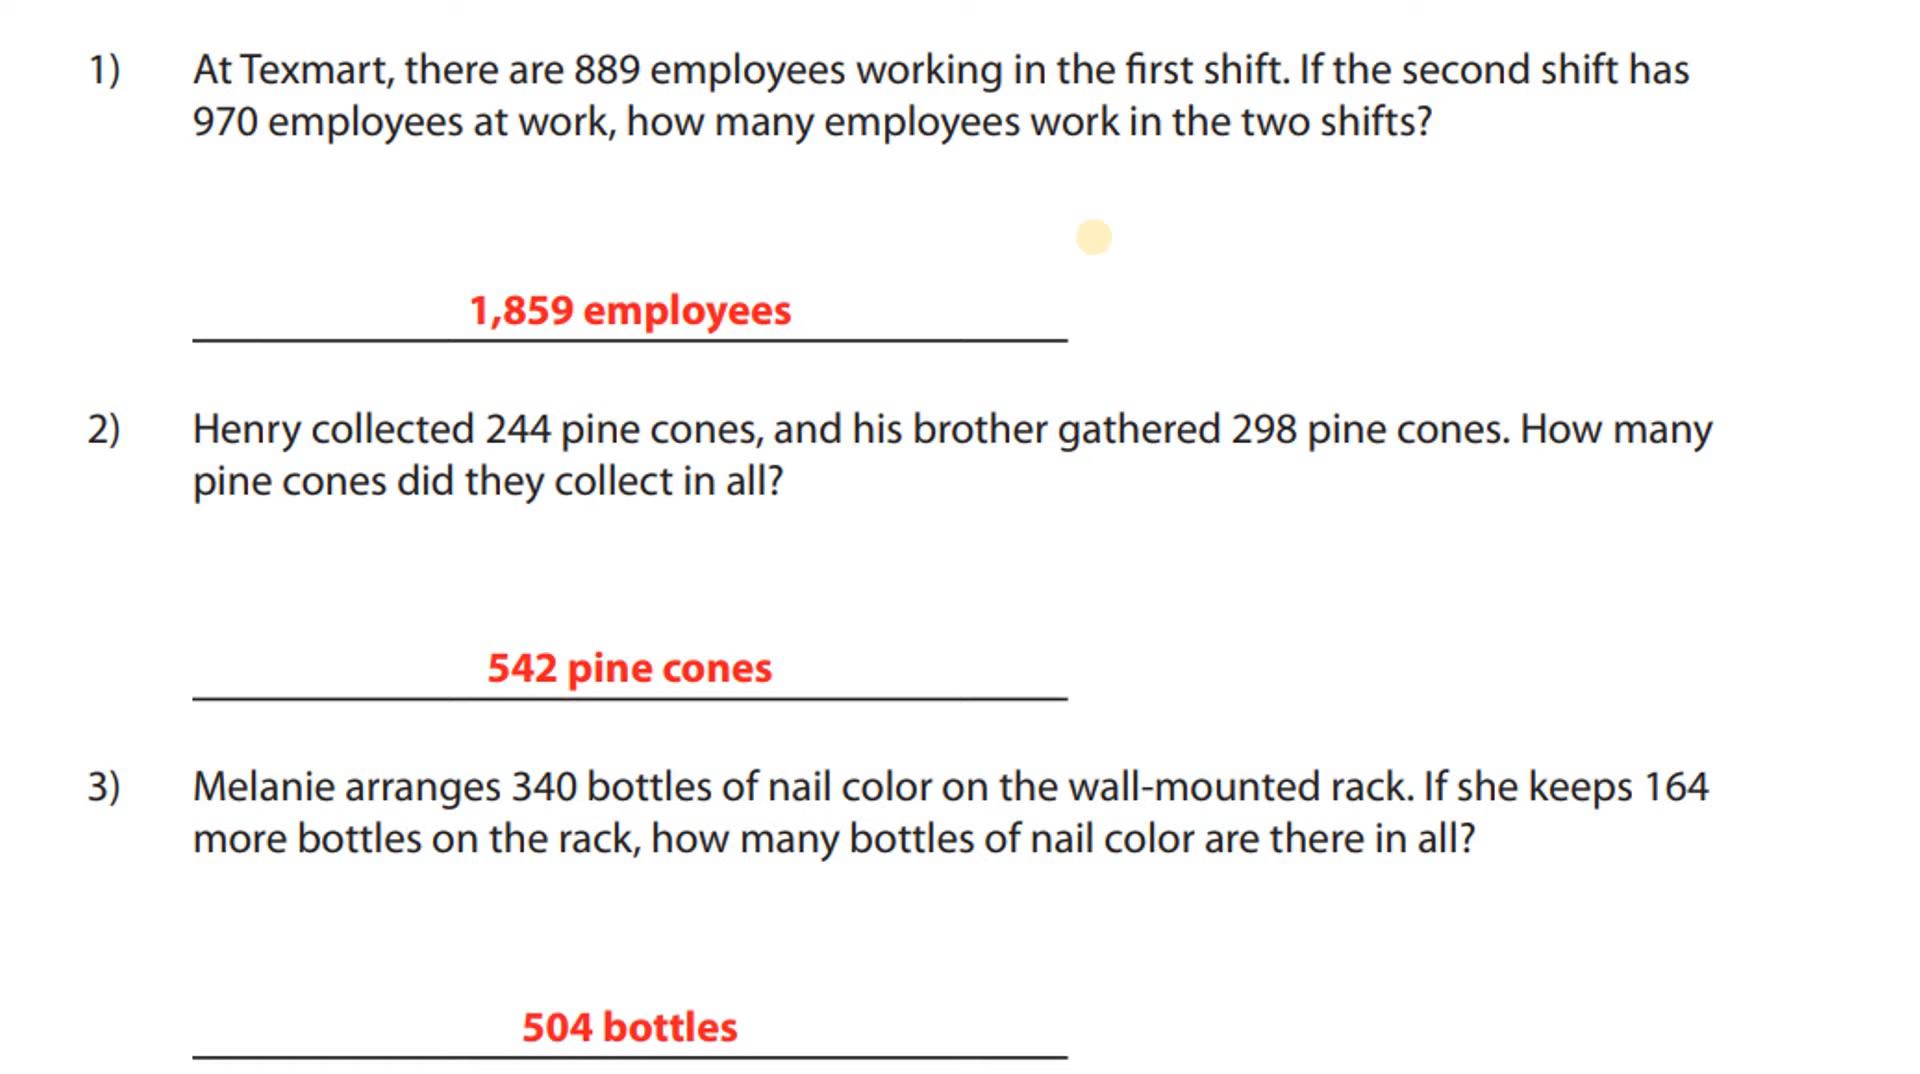 1) At Texmart, there are 889 employees working in the first shift. If the second shift has
970 employees at work, how many employees work in the two shifts?
1,859 employees
2) Henry collected 244 pine cones, and his brother gathered 298 pine cones. How many
pine cones did they collect in all?
542 pine cones
3) Melanie arranges 340 bottles of nail color on the wall-mounted rack. If she keeps 164
more bottles on the rack, how many bottles of nail color are there in all?
504 bottles